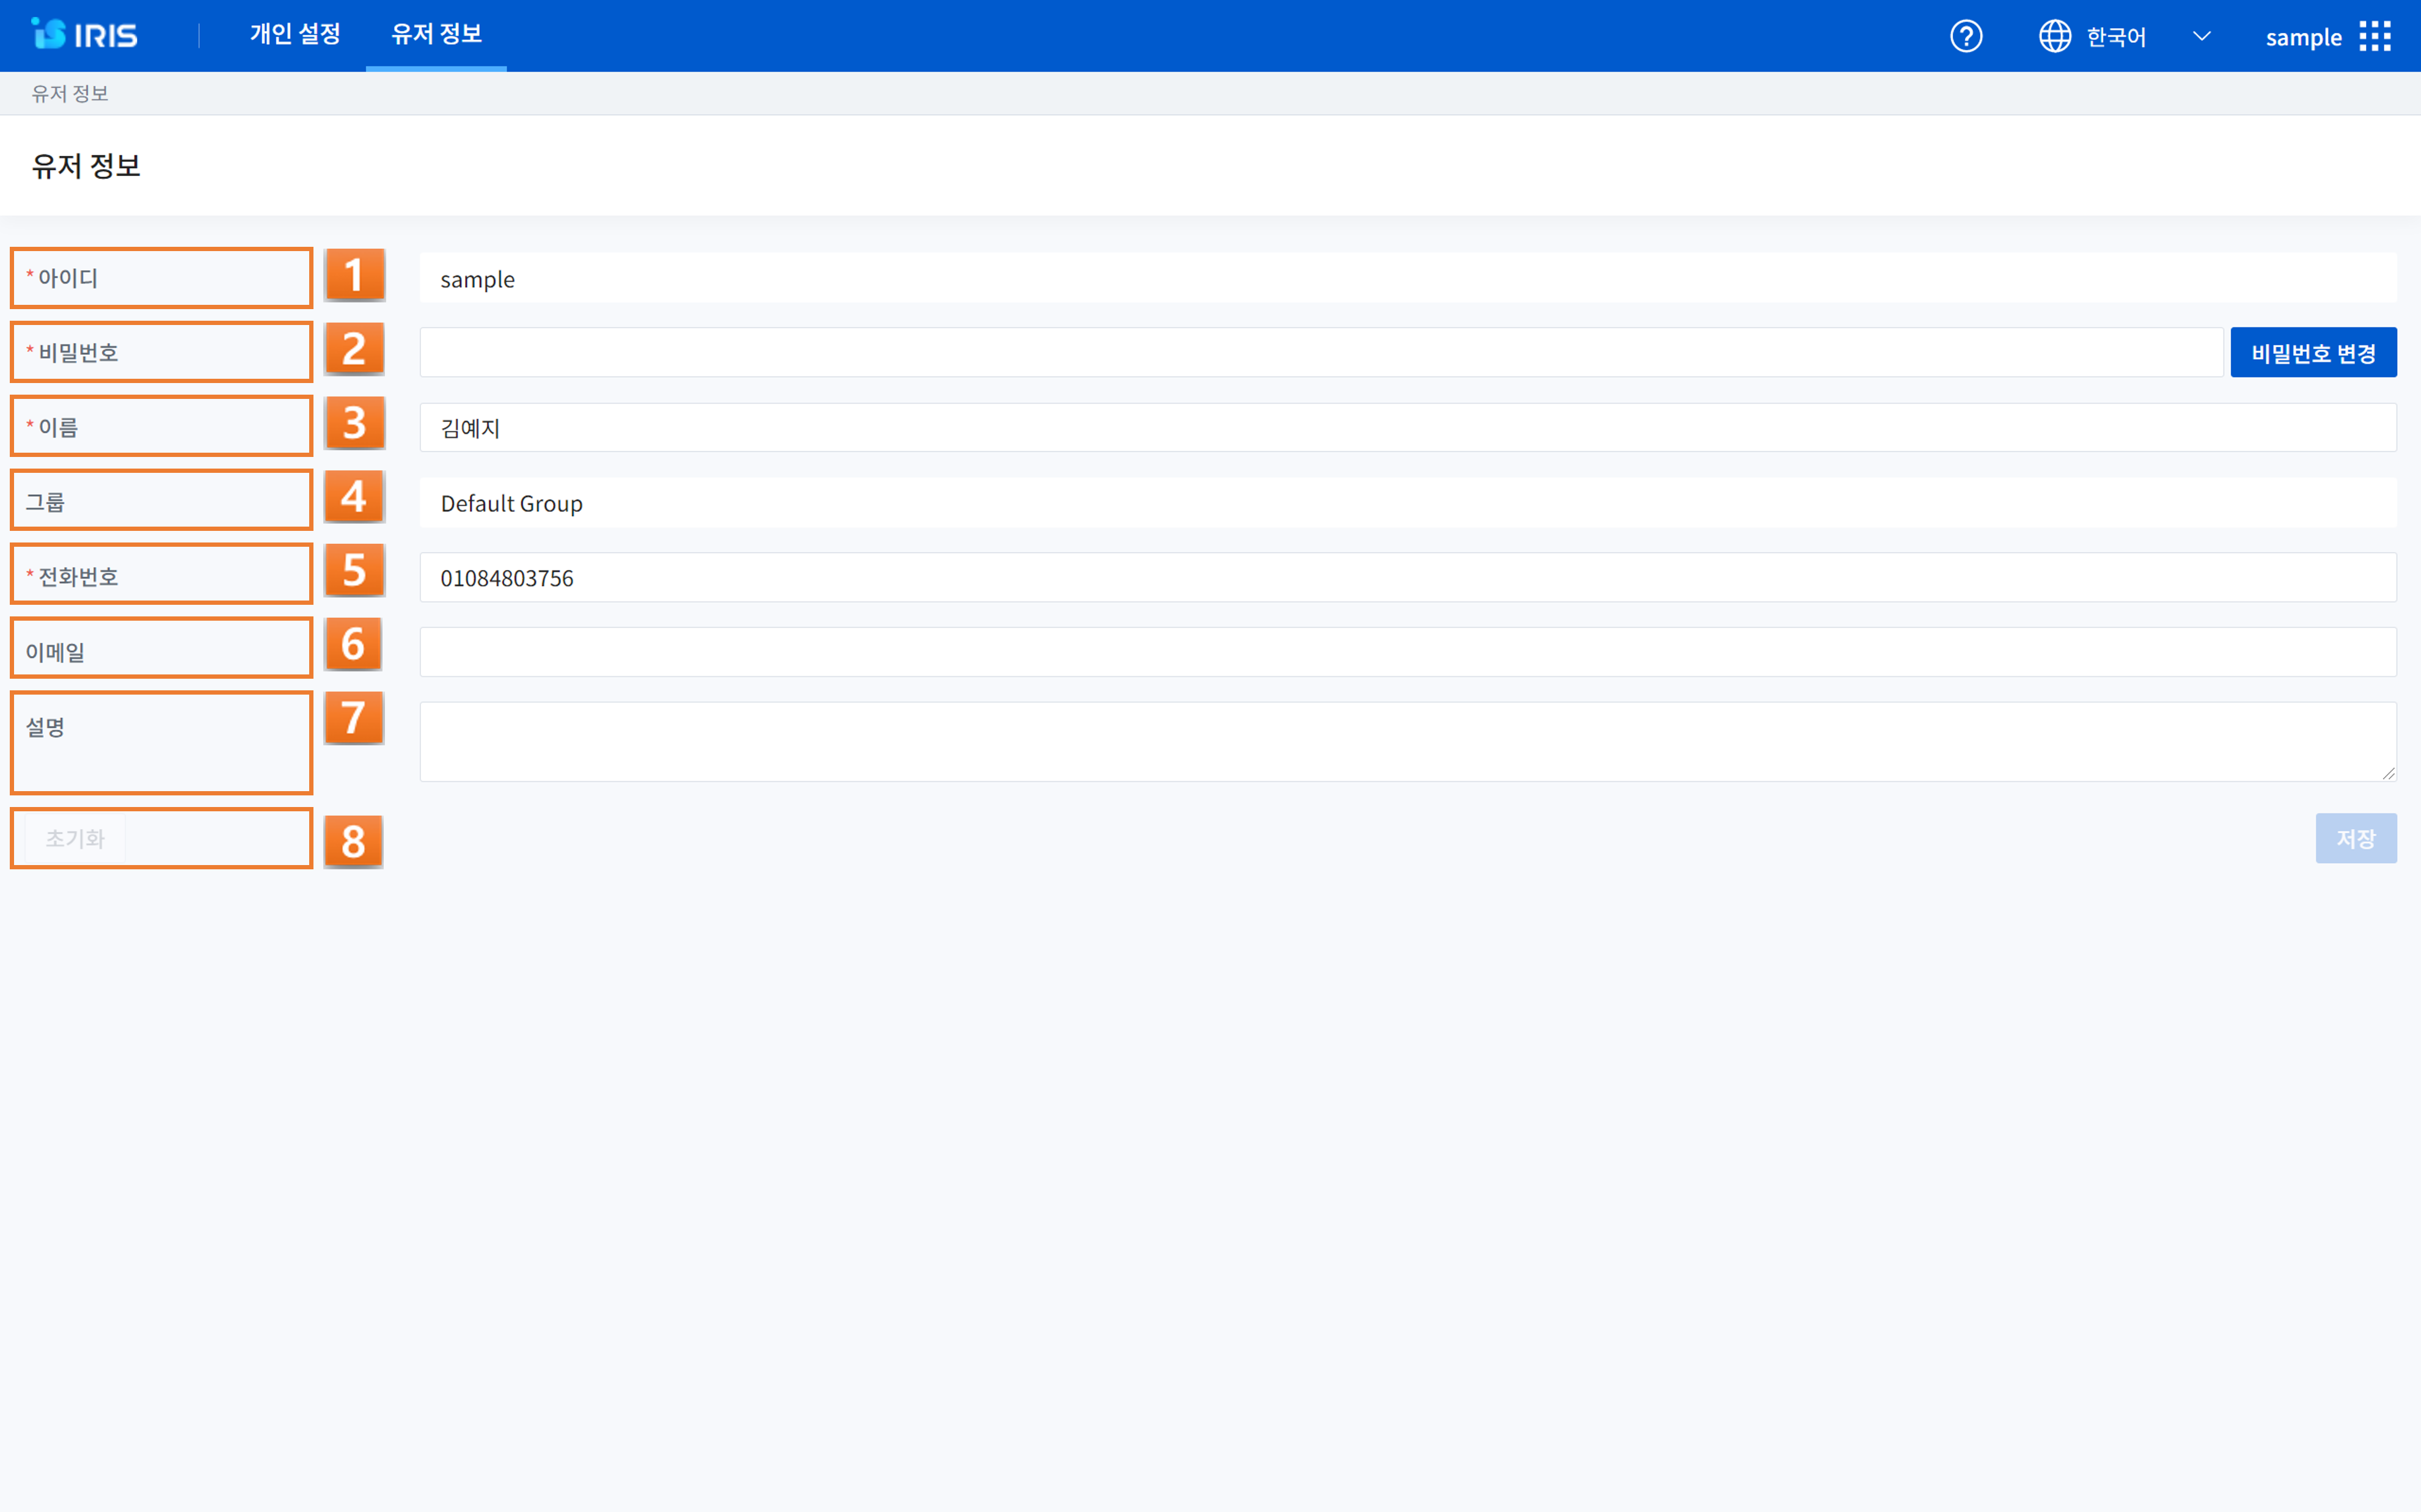 IRIS 개인 설정 유저 정보 ? 한국어 sample
유저 정보
유저 정보
* 아이디 1 sample
* 비밀번호 2 비밀번호 변경
* 이름 3 김예지
그룹 4 Default Group
* 전화번호 5 01084803756
이메일 6
설명 7
초기화 8 저장